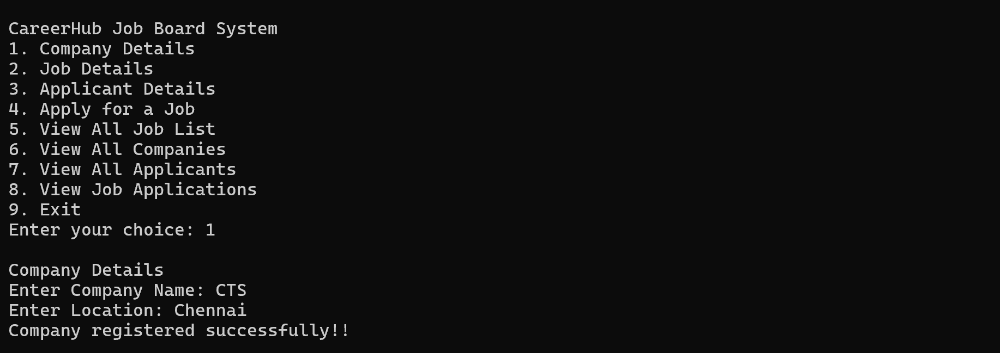 CareerHub Job Board System
1. Company Details
2. Job Details
3. Applicant Details
4. Apply for a Job
5. View All Job List
6. View All Companies
7. View All Applicants
8. View Job Applications
9. Exit
Enter your choice: 1
Company Details
Enter Company Name: CTS
Enter Location: Chennai
Company registered successfully!!